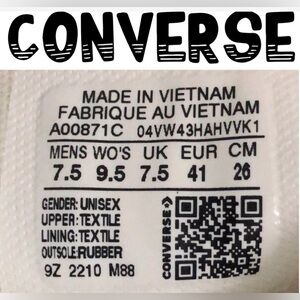 CONVERSE
MADE IN VIETNAM
FABRIQUE AU VIETNAM
A00871C 04VW43HAHVVK1
MENS WO'S UK EUR CM
7.5 9.5 7.5 41 26
GENDER: UNISEX
UPPER: TEXTILE
LINING: TEXTILE
OUTSOLE:RUBBER
9Z 2210 M88
CONVERSE